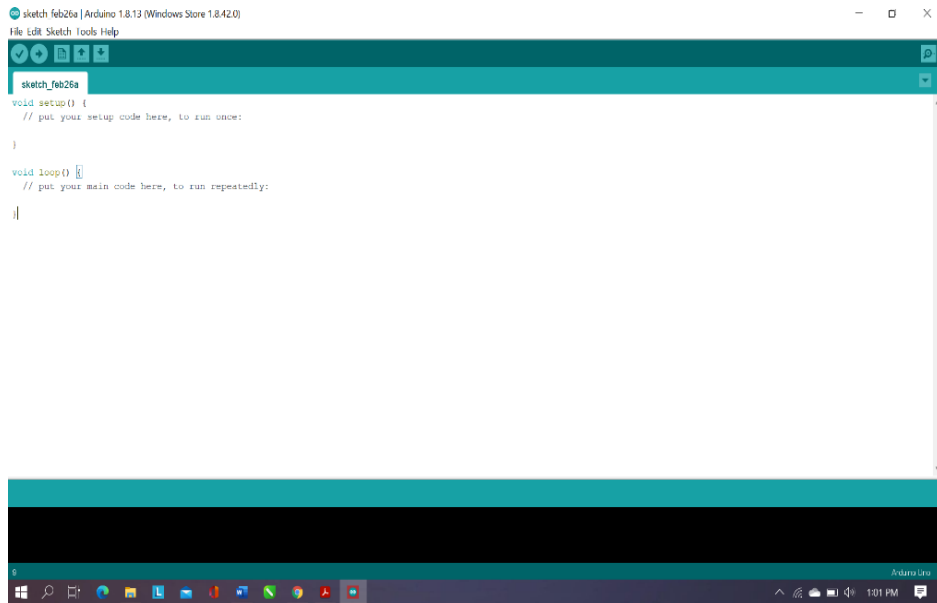 sketch_feb26a | Arduino 1.8.13 (Windows Store 1.8.42.0)
File Edit Sketch Tools Help
sketch_feb26a
void setup() {
  // put your setup code here, to run once:
}
void loop() {
  // put your main code here, to run repeatedly:
}
9
Arduino Uno
1:01 PM